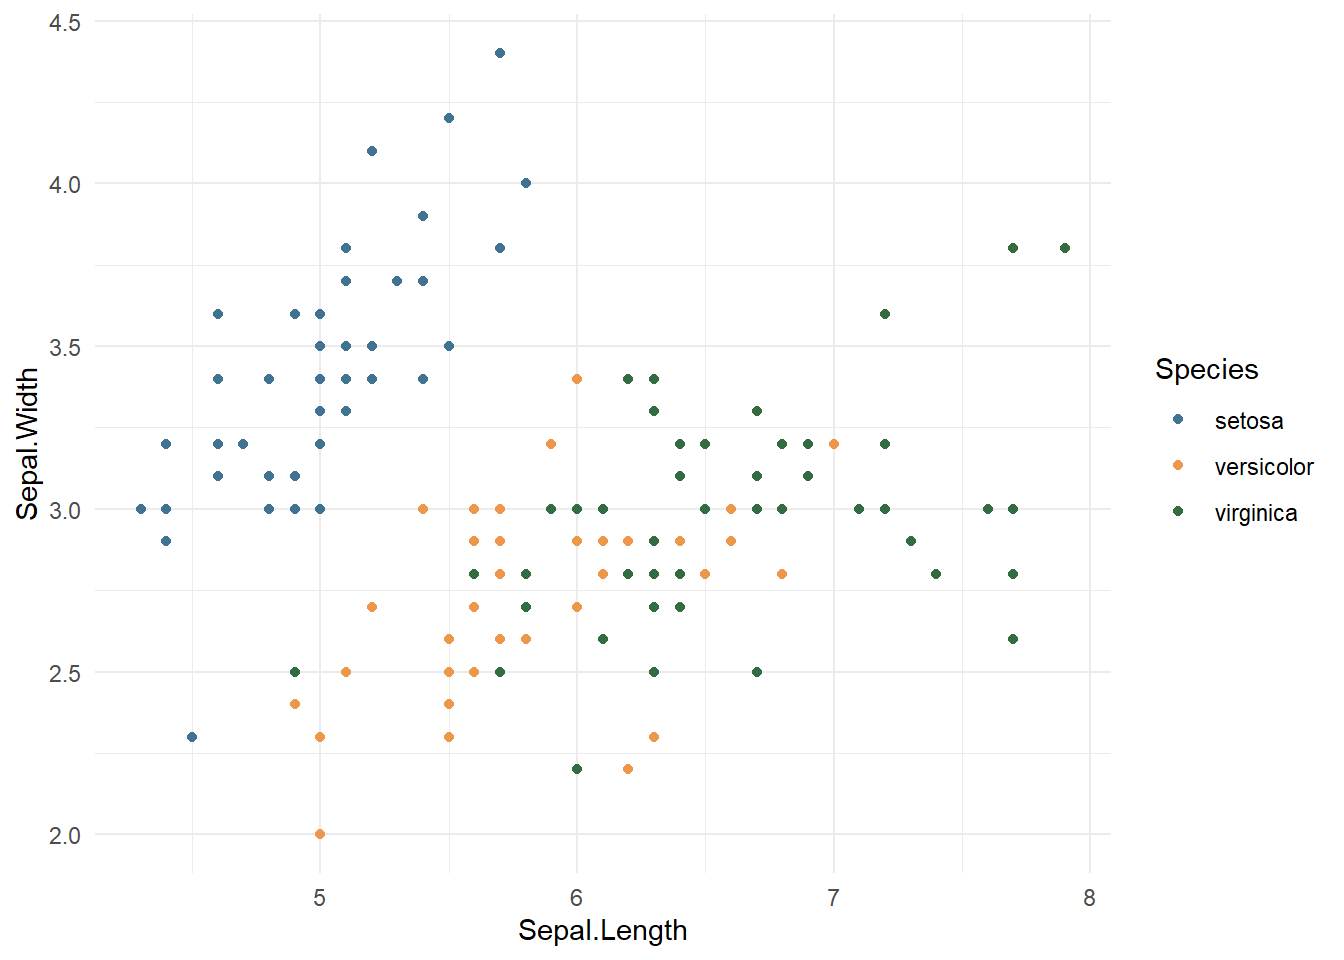 4.5
4.0
3.5
3.0
2.5
2.0
Sepal.Width
5 6 7 8
Sepal.Length
Species
setosa
versicolor
virginica